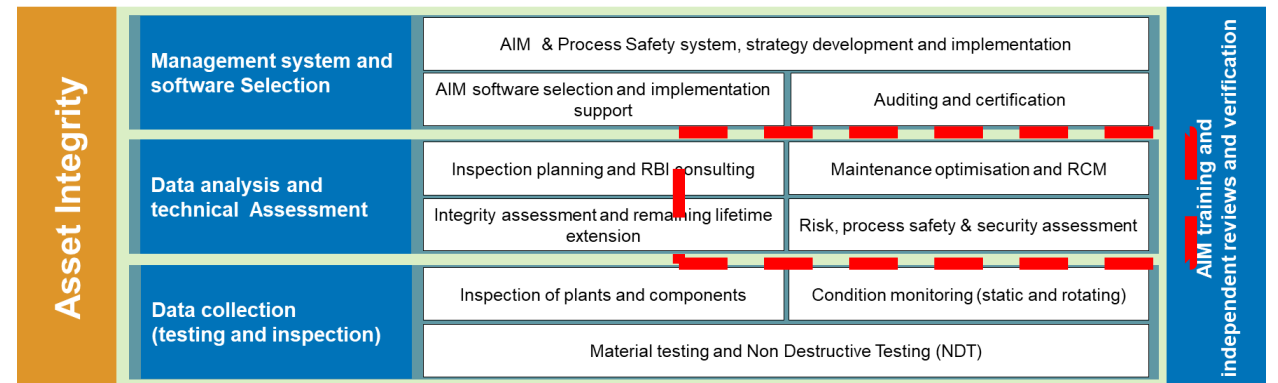 Asset Integrity
Management system and
software Selection
AIM & Process Safety system, strategy development and implementation
AIM software selection and implementation
support
Auditing and certification
Data analysis and
technical Assessment
Inspection planning and RBI consulting
Maintenance optimisation and RCM
Integrity assessment and remaining lifetime
extension
Risk, process safety & security assessment
Data collection
(testing and inspection)
Inspection of plants and components
Condition monitoring (static and rotating)
Material testing and Non Destructive Testing (NDT)
AIM training and
independent reviews and verification